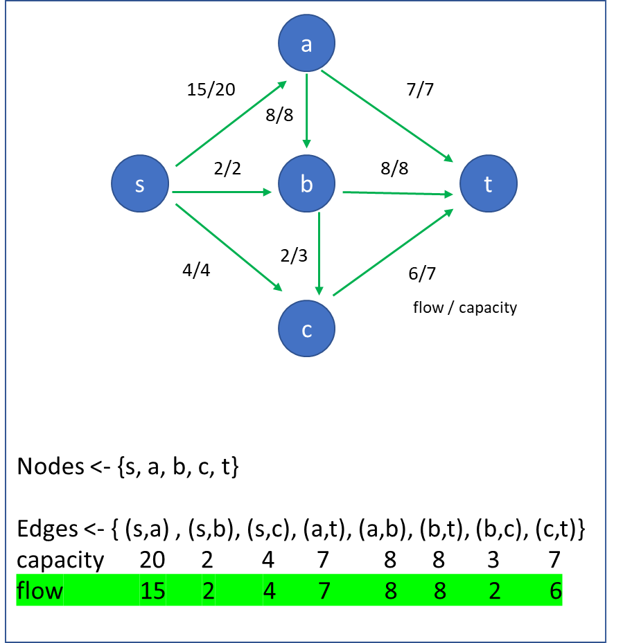 a
15/20
7/7
8/8
2/2
8/8
s
b
t
2/3
4/4
6/7
flow / capacity
c
Nodes <- {s, a, b, c, t}
Edges <- { (s,a) , (s,b), (s,c), (a,t), (a,b), (b,t), (b,c), (c,t)}
capacity 20 2 4 7 8 8 3 7
flow 15 2 4 7 8 8 2 6